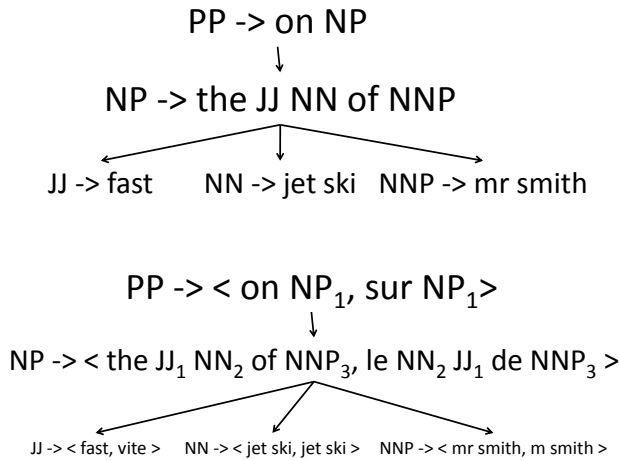 PP -> on NP
NP -> the JJ NN of NNP
JJ -> fast NN -> jet ski NNP -> mr smith
PP -> < on NP₁, sur NP₁>
NP -> < the JJ₁ NN₂ of NNP₃, le NN₂ JJ₁ de NNP₃ >
JJ -> < fast, vite > NN -> < jet ski, jet ski > NNP -> < mr smith, m smith >